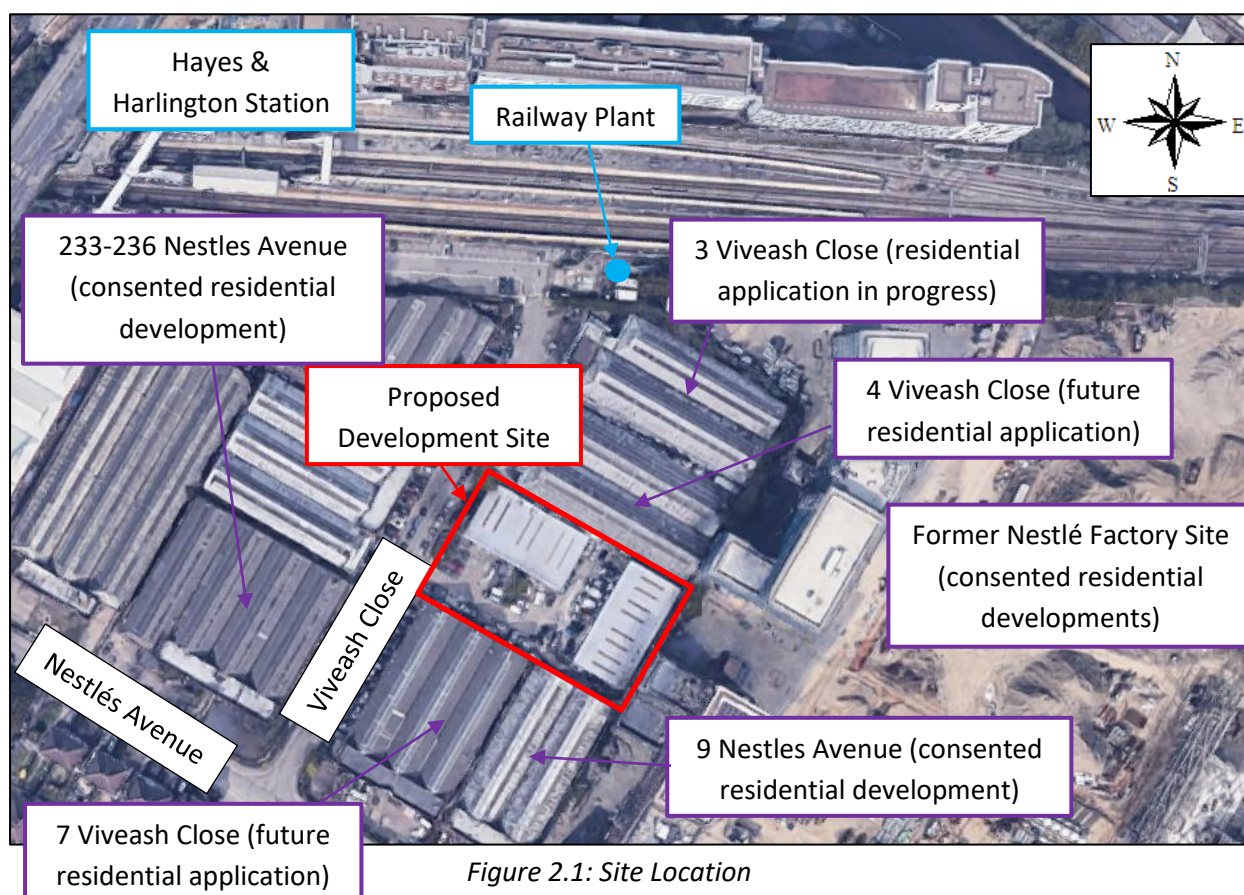 Hayes &
Harlington Station
Railway Plant
N
W
E
S
233-236 Nestles Avenue
(consented residential
development)
3 Viveash Close (residential
application in progress)
Proposed
Development Site
4 Viveash Close (future
residential application)
Former Nestlé Factory Site
(consented residential
developments)
Viveash Close
Nestlés Avenue
9 Nestles Avenue (consented
residential development)
7 Viveash Close (future
residential application)
Figure 2.1: Site Location